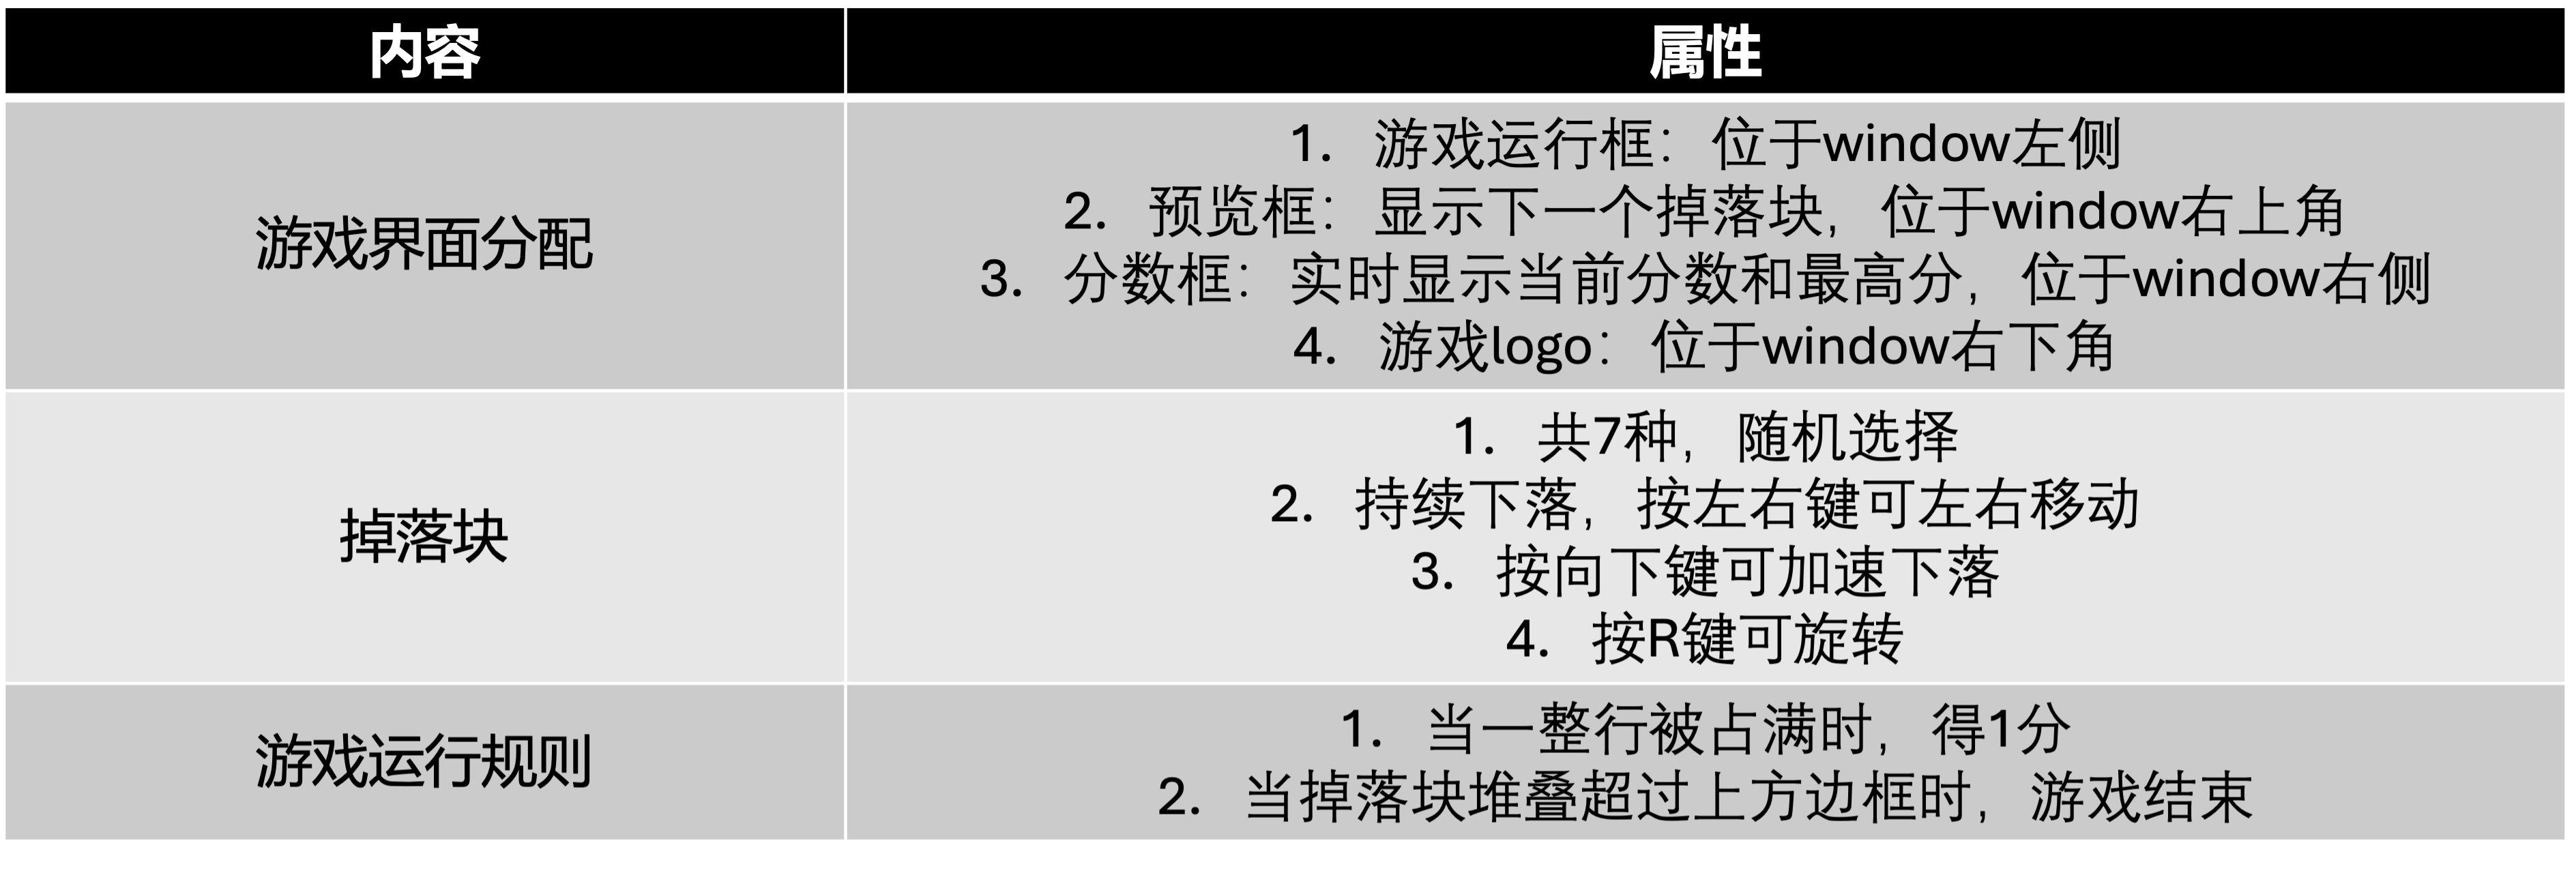 内容
属性
游戏界面分配
1. 游戏运行框：位于window左侧
2. 预览框：显示下一个掉落块，位于window右上角
3. 分数框：实时显示当前分数和最高分，位于window右侧
4. 游戏logo：位于window右下角
掉落块
1. 共7种，随机选择
2. 持续下落，按左右键可左右移动
3. 按向下键可加速下落
4. 按R键可旋转
游戏运行规则
1. 当一整行被占满时，得1分
2. 当掉落块堆叠超过上方边框时，游戏结束